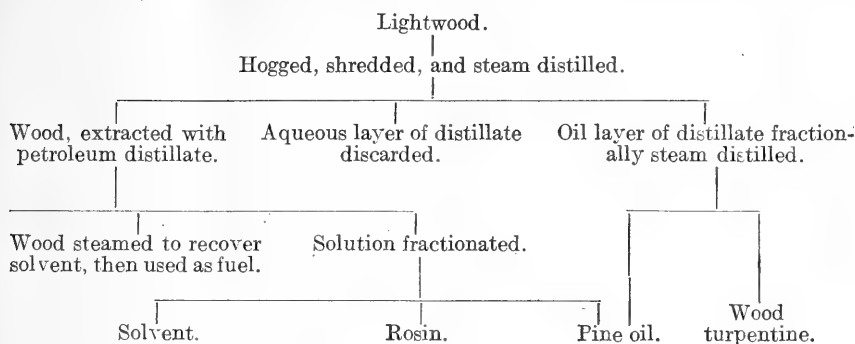 Lightwood.
Hogged, shredded, and steam distilled.
Wood, extracted with petroleum distillate.
Aqueous layer of distillate discarded.
Oil layer of distillate fraction-
ally steam distilled.
Wood steamed to recover
solvent, then used as fuel.
Solution fractionated.
Solvent.
Rosin.
Pine oil.
Wood
turpentine.